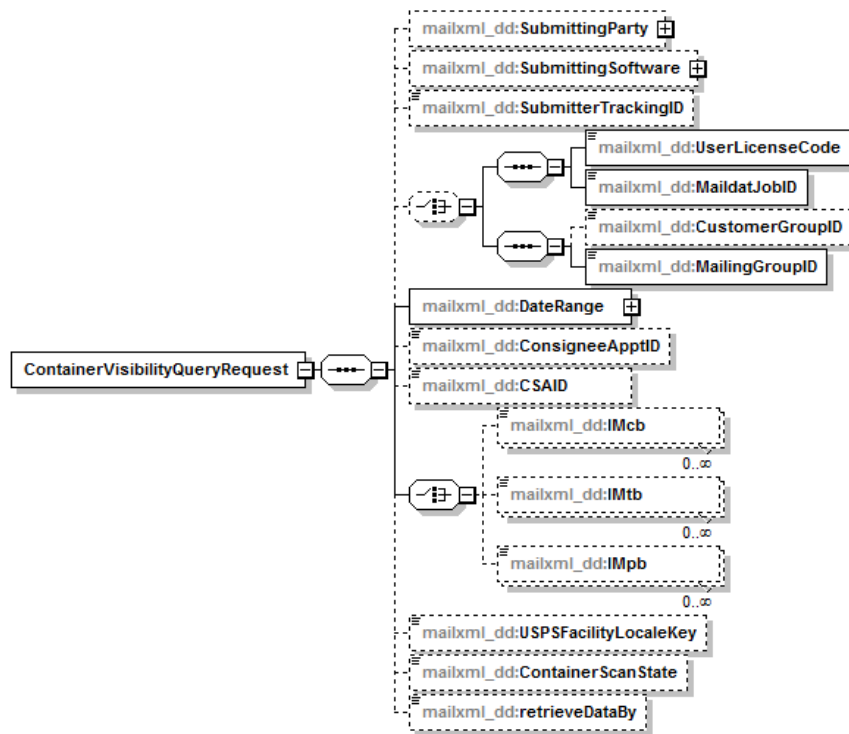 mailxml_dd:SubmittingParty
mailxml_dd:SubmittingSoftware
mailxml_dd:SubmitterTrackingID
mailxml_dd:UserLicenseCode
mailxml_dd:MaildatJobID
mailxml_dd:CustomerGroupID
mailxml_dd:MailingGroupID
mailxml_dd:DateRange
mailxml_dd:ConsigneeApptID
ContainerVisibilityQueryRequest
mailxml_dd:CSAID
mailxml_dd:IMcb
0..∞
mailxml_dd:IMtb
0..∞
mailxml_dd:IMpb
0..∞
mailxml_dd:USPSFacilityLocaleKey
mailxml_dd:ContainerScanState
mailxml_dd:retrieveDataBy